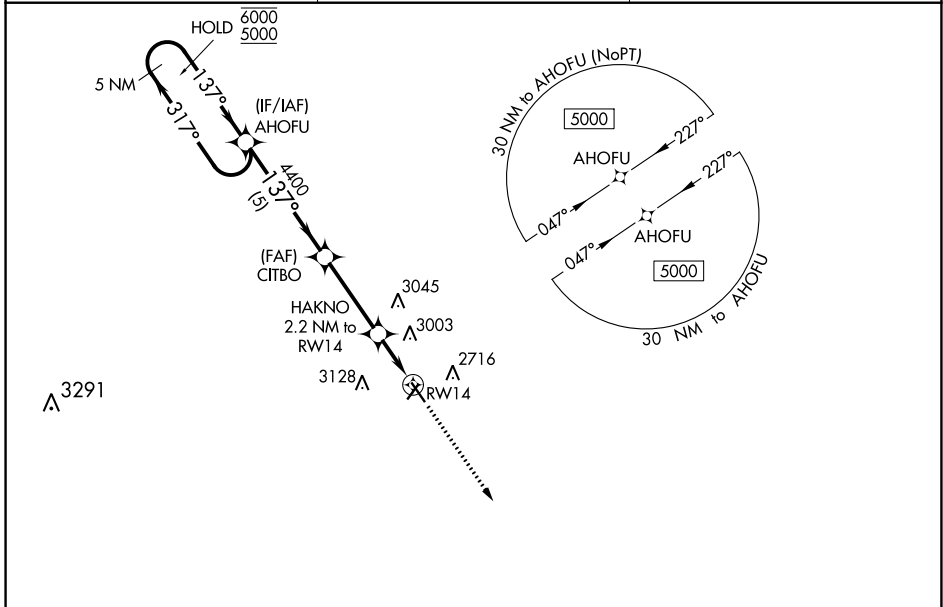 HOLD 6000
5000
5 NM
137°
317°
(IF/IAF)
AHOFU
4400
137°
(5)
(FAF)
CITBO
HAKNO
2.2 NM to
RW14
3045
3003
2716
3128
RW14
3291
30 NM to AHOFU (NoPT)
5000
227°
AHOFU
047°
227°
AHOFU
047°
5000
30 NM to AHOFU